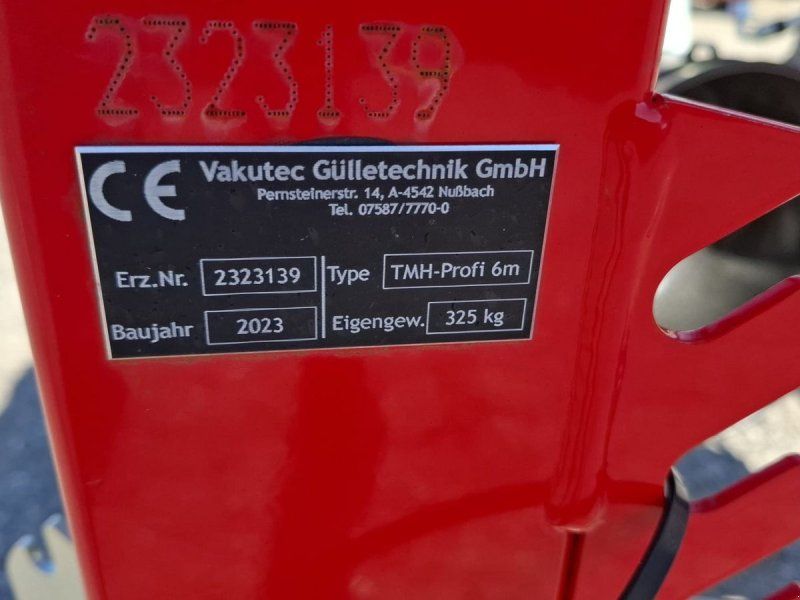 2323139
CE Vakutec Gülletechnik GmbH
Pernsteinerstr. 14, A-4542 Nußbach
Tel. 07587/7770-0
Erz.Nr. 2323139 Type TMH-Profi 6m
Baujahr 2023 Eigengew. 325 kg